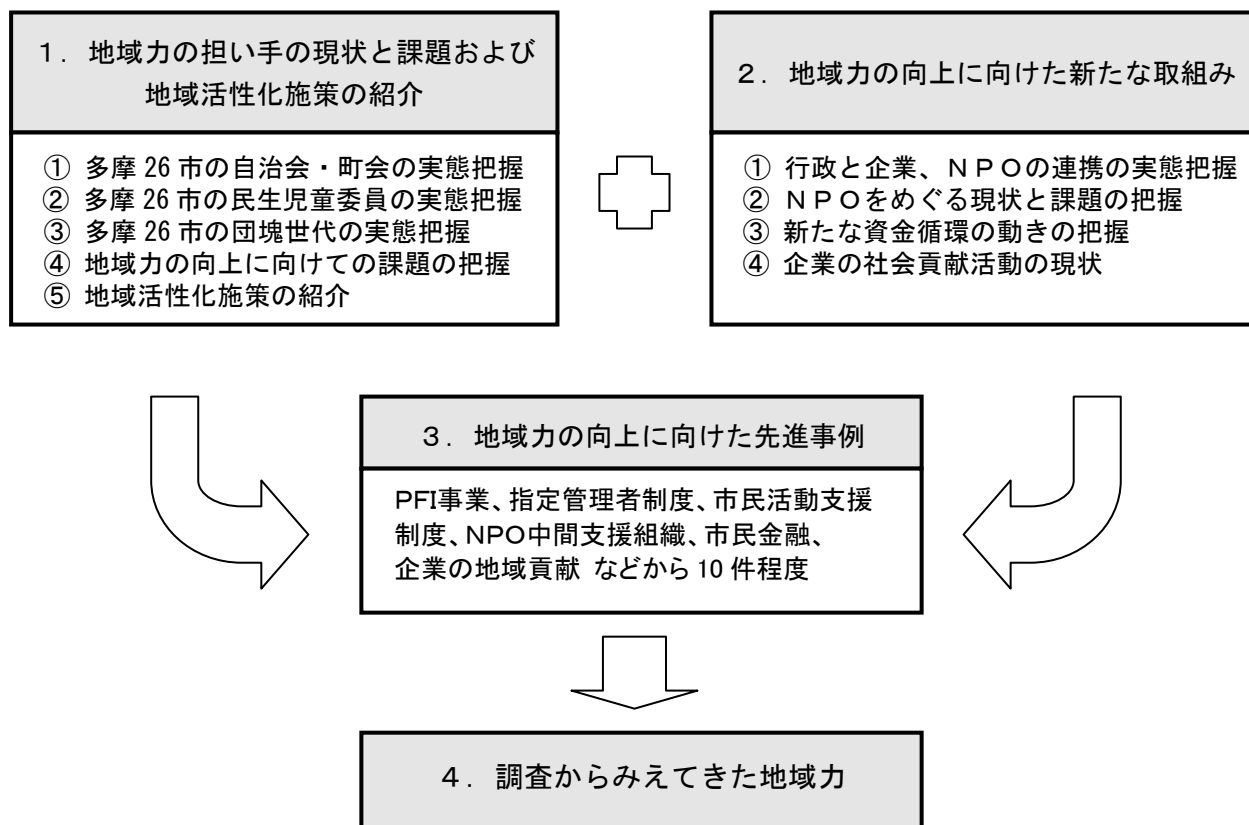 １．地域力の担い手の現状と課題および
地域活性化施策の紹介
① 多摩 26 市の自治会・町会の実態把握
② 多摩 26 市の民生児童委員の実態把握
③ 多摩 26 市の団塊世代の実態把握
④ 地域力の向上に向けての課題の把握
⑤ 地域活性化施策の紹介
２．地域力の向上に向けた新たな取組み
① 行政と企業、ＮＰＯの連携の実態把握
② ＮＰＯをめぐる現状と課題の把握
③ 新たな資金循環の動きの把握
④ 企業の社会貢献活動の現状
３．地域力の向上に向けた先進事例
PFI事業、指定管理者制度、市民活動支援
制度、NPO中間支援組織、市民金融、
企業の地域貢献 などから 10 件程度
４．調査からみえてきた地域力